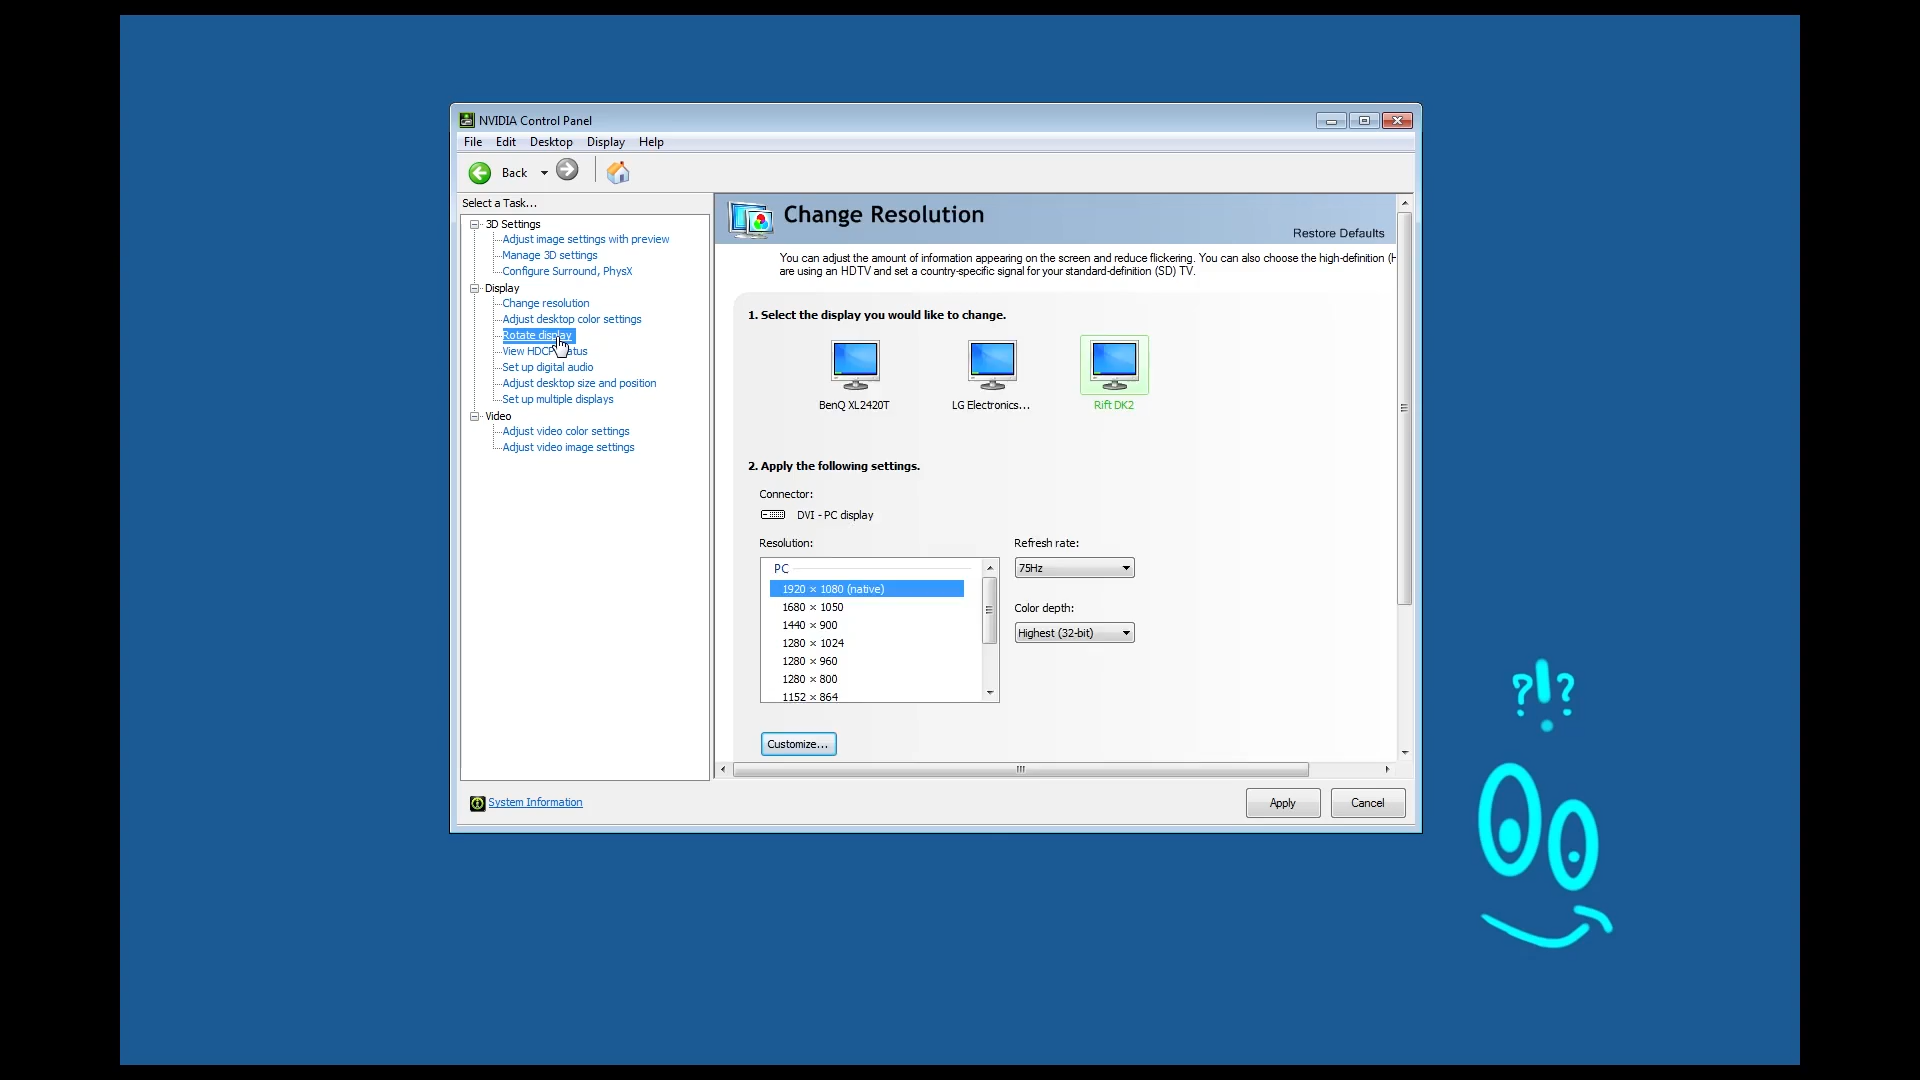 NVIDIA Control Panel
File Edit Desktop Display Help
Back
Select a Task...
3D Settings
Adjust image settings with preview
Manage 3D settings
Configure Surround, PhysX
Display
Change resolution
Adjust desktop color settings
Rotate display
View HDCP status
Set up digital audio
Adjust desktop size and position
Set up multiple displays
Video
Adjust video color settings
Adjust video image settings
System Information
Change Resolution
Restore Defaults
You can adjust the amount of information appearing on the screen and reduce flickering. You can also choose the high-definition (H
are using an HDTV and set a country-specific signal for your standard-definition (SD) TV.
1. Select the display you would like to change.
BenQ XL2420T
LG Electronics...
Rift DK2
2. Apply the following settings.
Connector:
DVI - PC display
Resolution:
PC
1920 × 1080 (native)
1680 × 1050
1440 × 900
1280 × 1024
1280 × 960
1280 × 800
1152 × 864
Refresh rate:
75Hz
Color depth:
Highest (32-bit)
Customize...
Apply
Cancel
?!?